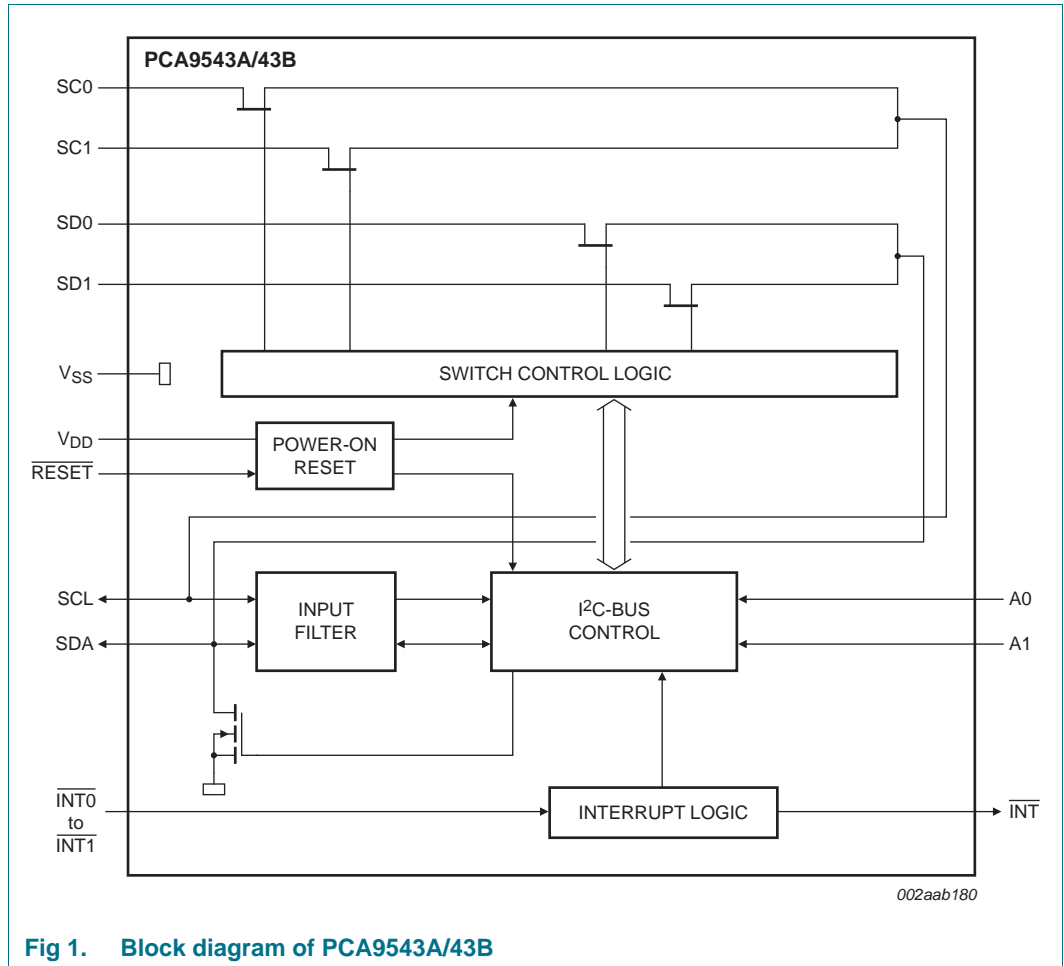 PCA9543A/43B
SC0
SC1
SD0
SD1
VSS
SWITCH CONTROL LOGIC
VDD
RESET
POWER-ON
RESET
SCL
SDA
INPUT
FILTER
I2C-BUS
CONTROL
A0
A1
INT0
to
INT1
INTERRUPT LOGIC
INT
002aab180
Fig 1. Block diagram of PCA9543A/43B